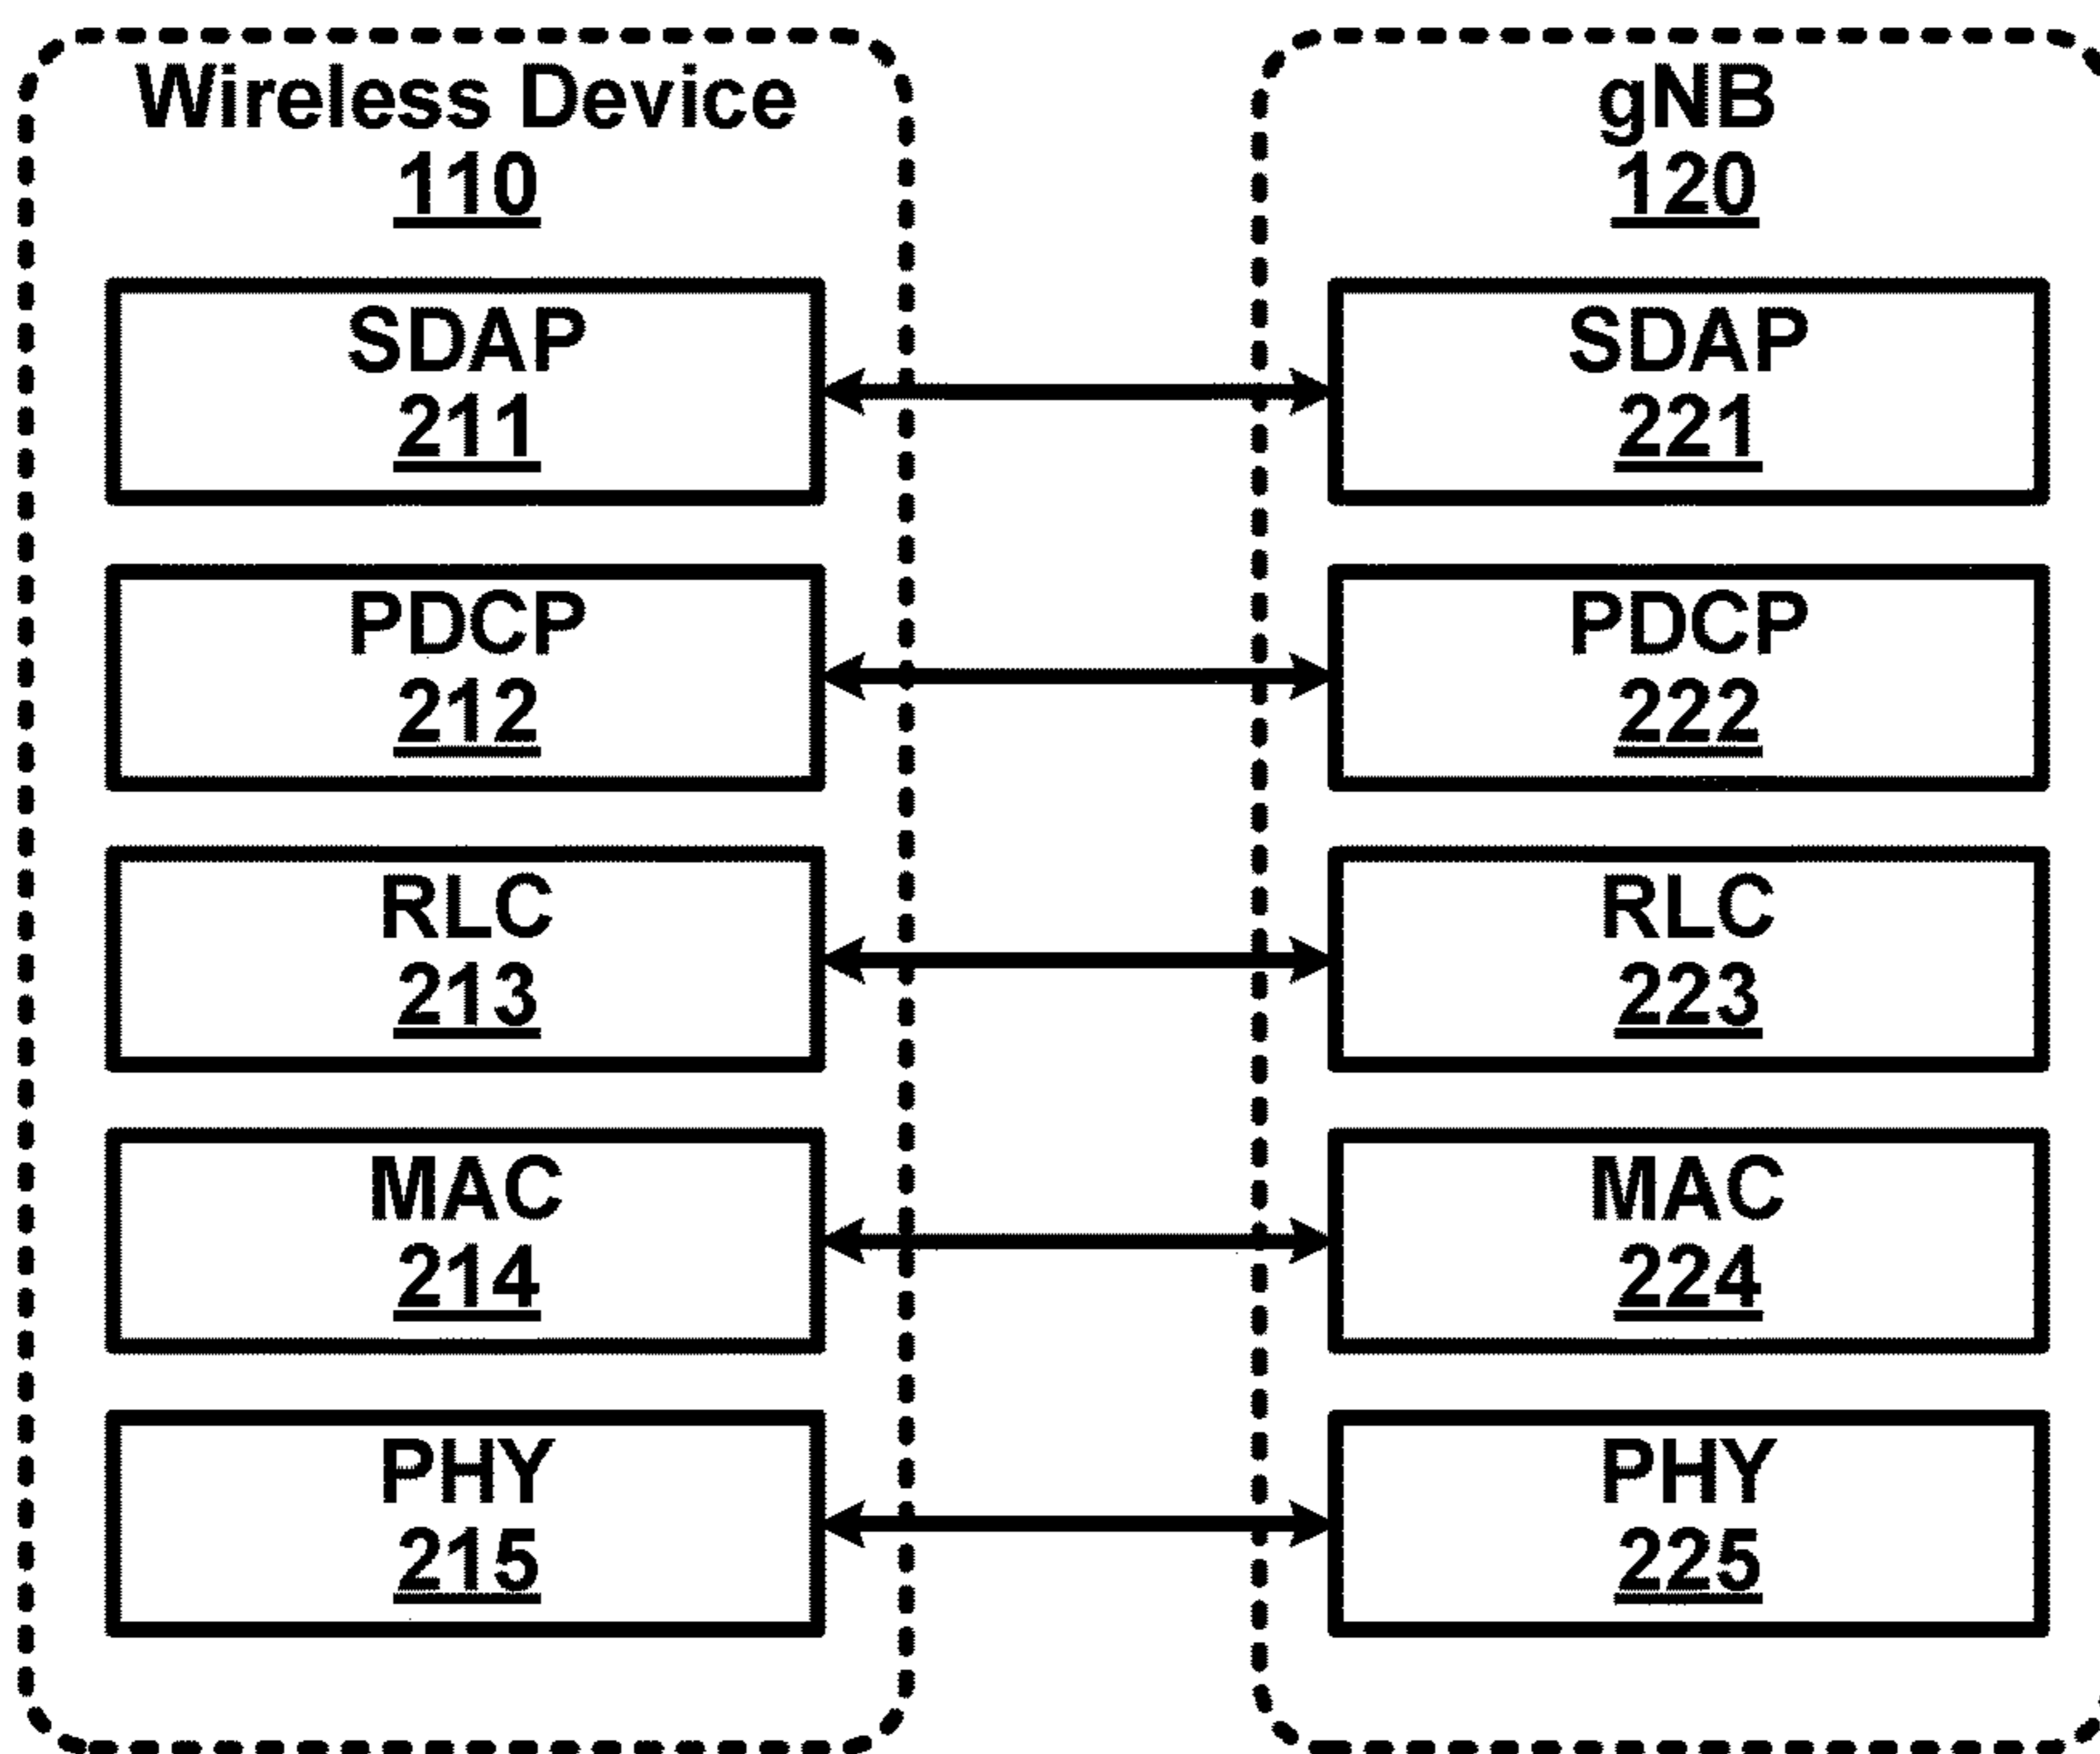 Wireless Device
110
SDAP
211
PDCP
212
RLC
213
MAC
214
PHY
215
gNB
120
SDAP
221
PDCP
222
RLC
223
MAC
224
PHY
225